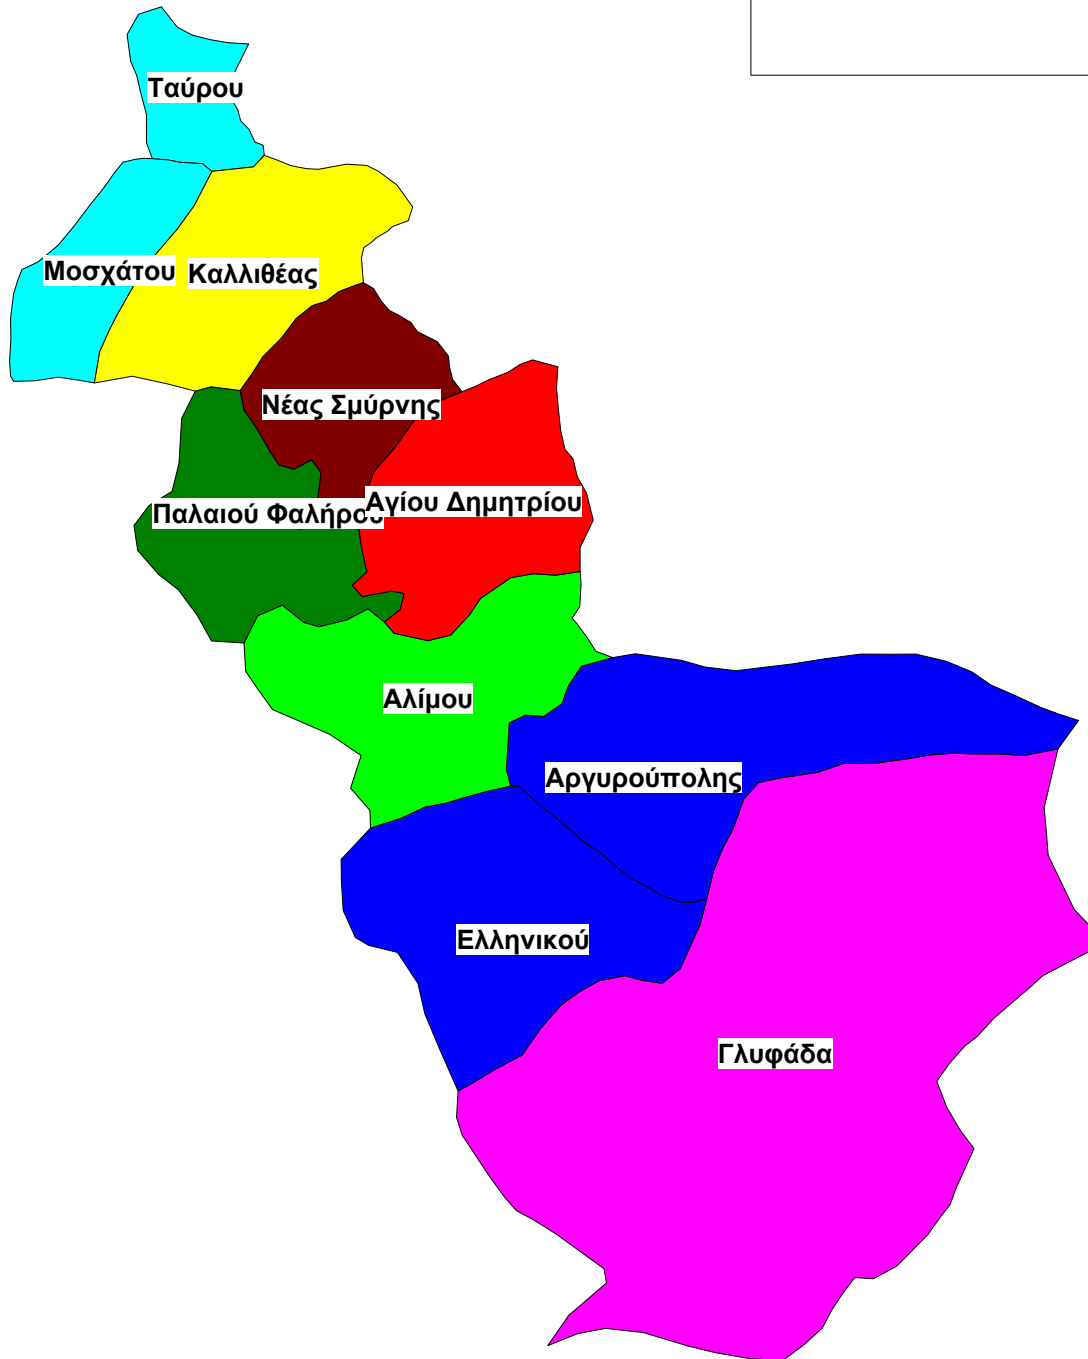 Ταύρου
Μοσχάτου
Καλλιθέας
Νέας Σμύρνης
Παλαιού Φαλήρου
Αγίου Δημητρίου
Αλίμου
Αργυρούπολης
Ελληνικού
Γλυφάδα